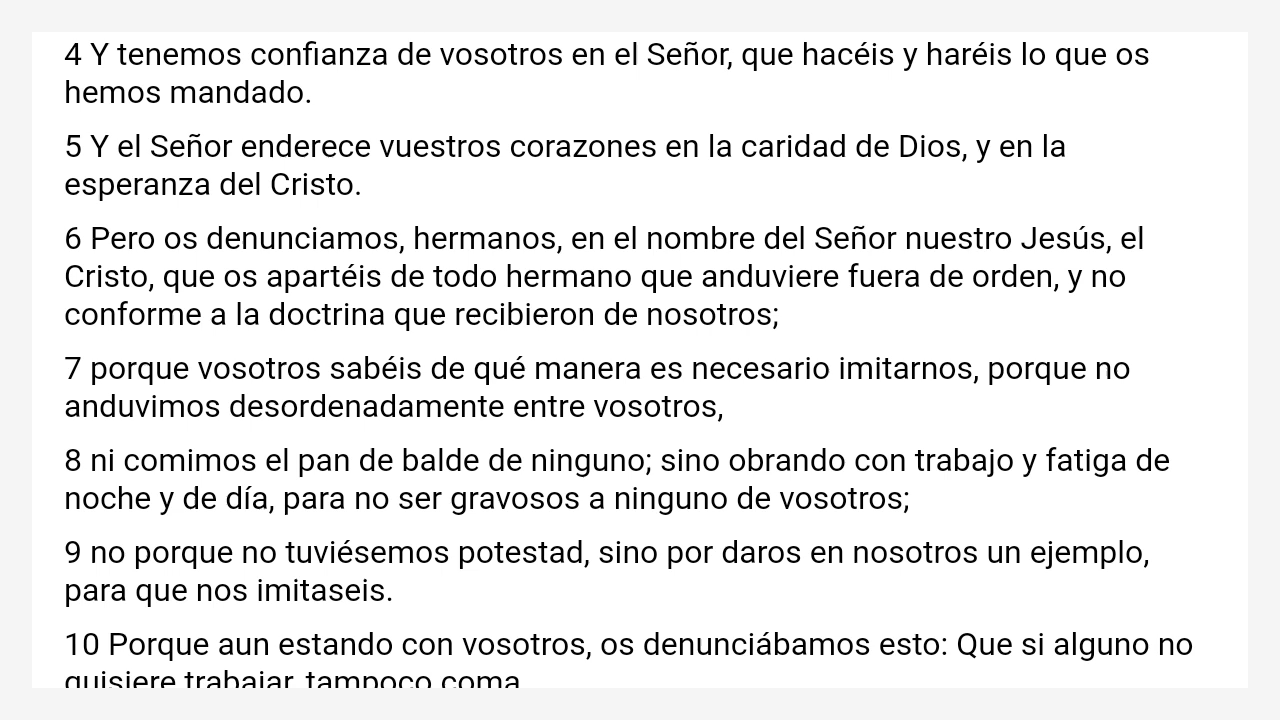 4 Y tenemos confianza de vosotros en el Señor, que hacéis y haréis lo que os
hemos mandado.
5 Y el Señor enderece vuestros corazones en la caridad de Dios, y en la
esperanza del Cristo.
6 Pero os denunciamos, hermanos, en el nombre del Señor nuestro Jesús, el
Cristo, que os apartéis de todo hermano que anduviere fuera de orden, y no
conforme a la doctrina que recibieron de nosotros;
7 porque vosotros sabéis de qué manera es necesario imitarnos, porque no
anduvimos desordenadamente entre vosotros,
8 ni comimos el pan de balde de ninguno; sino obrando con trabajo y fatiga de
noche y de día, para no ser gravosos a ninguno de vosotros;
9 no porque no tuviésemos potestad, sino por daros en nosotros un ejemplo,
para que nos imitaseis.
10 Porque aun estando con vosotros, os denunciábamos esto: Que si alguno no
quisiere trabajar, tampoco coma.